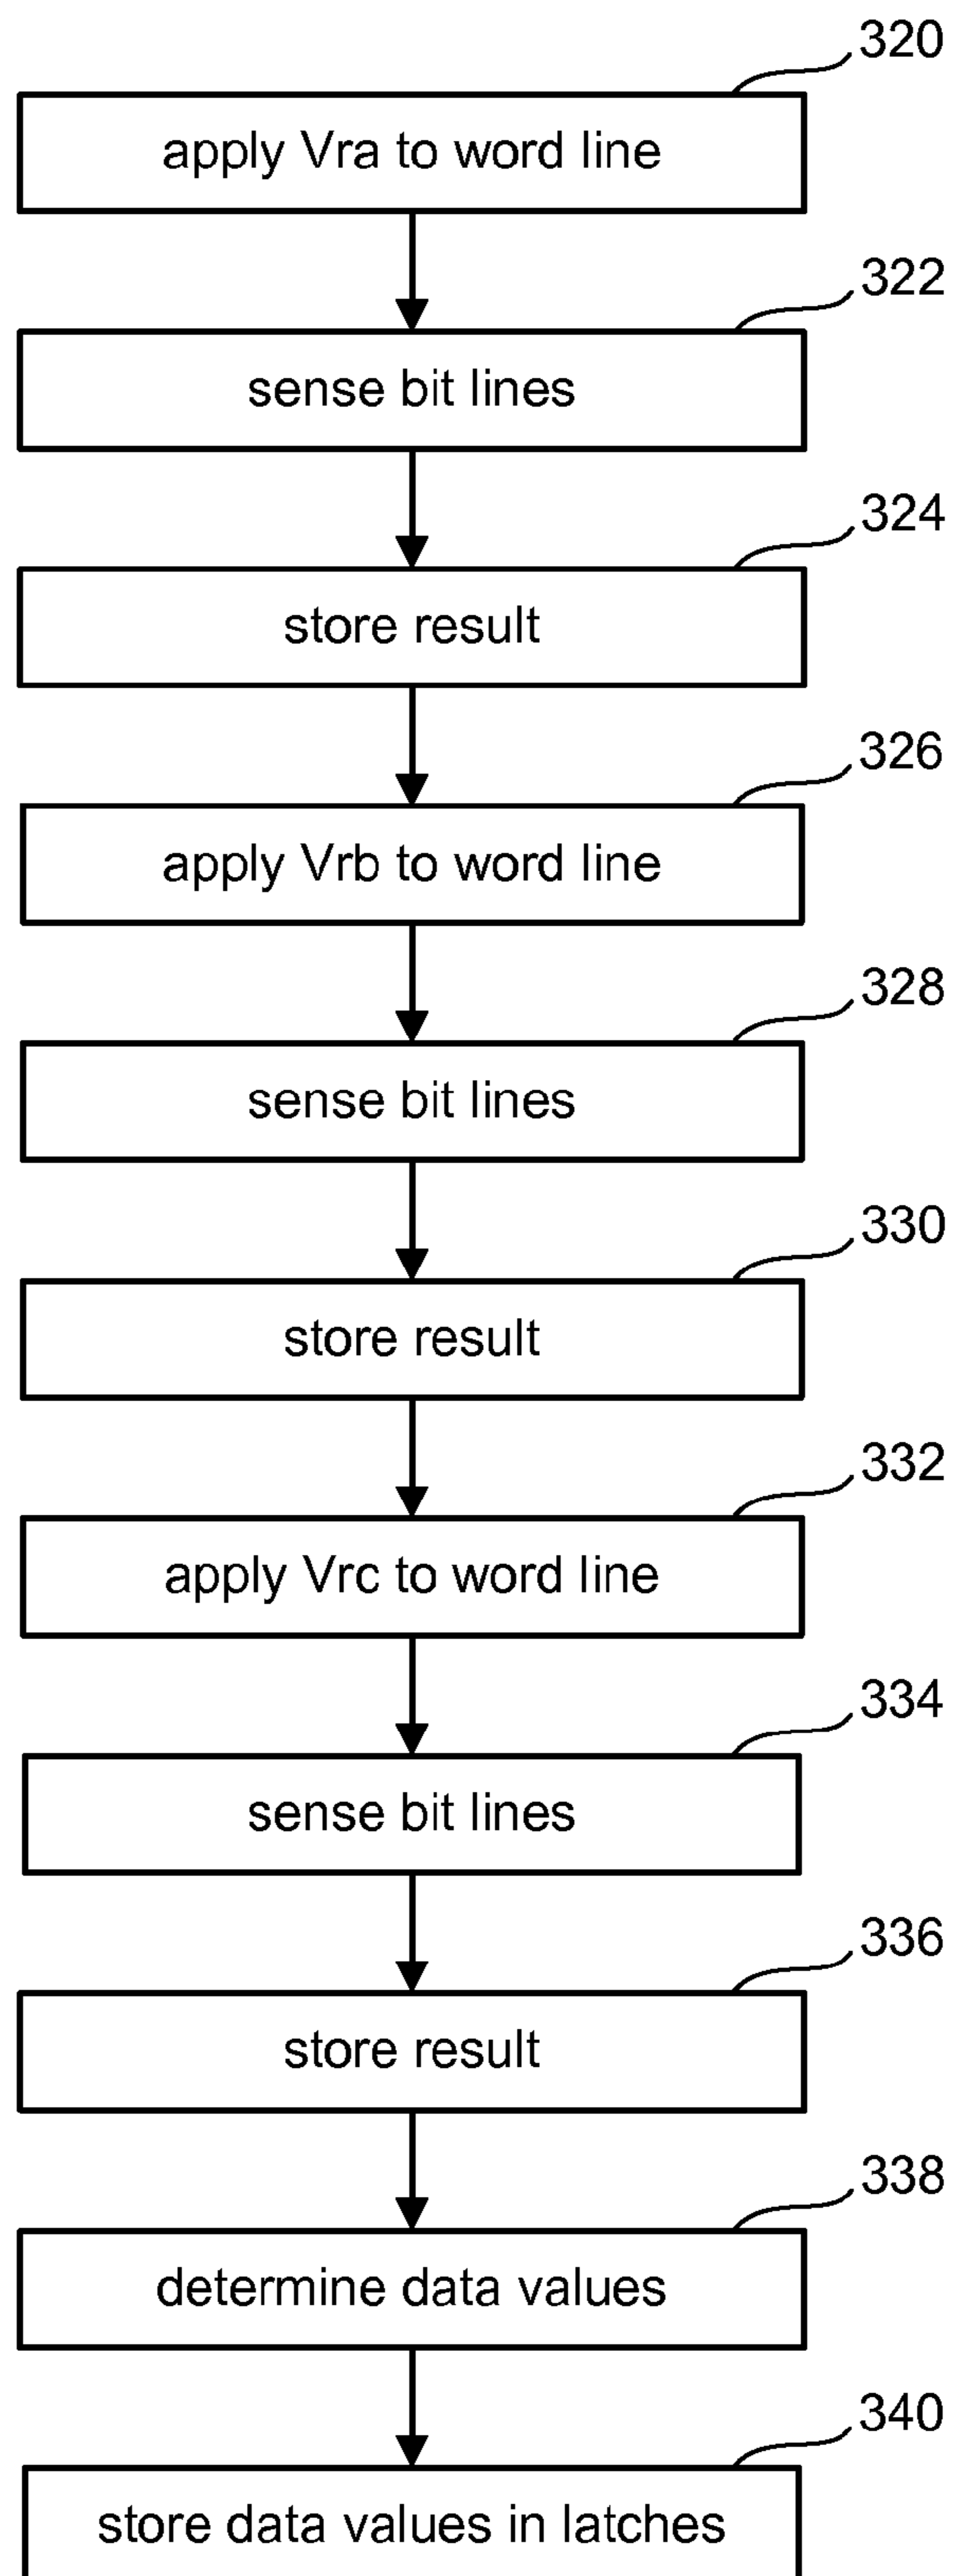 320
apply Vra to word line
322
sense bit lines
324
store result
326
apply Vrb to word line
328
sense bit lines
330
store result
332
apply Vrc to word line
334
sense bit lines
336
store result
338
determine data values
340
store data values in latches